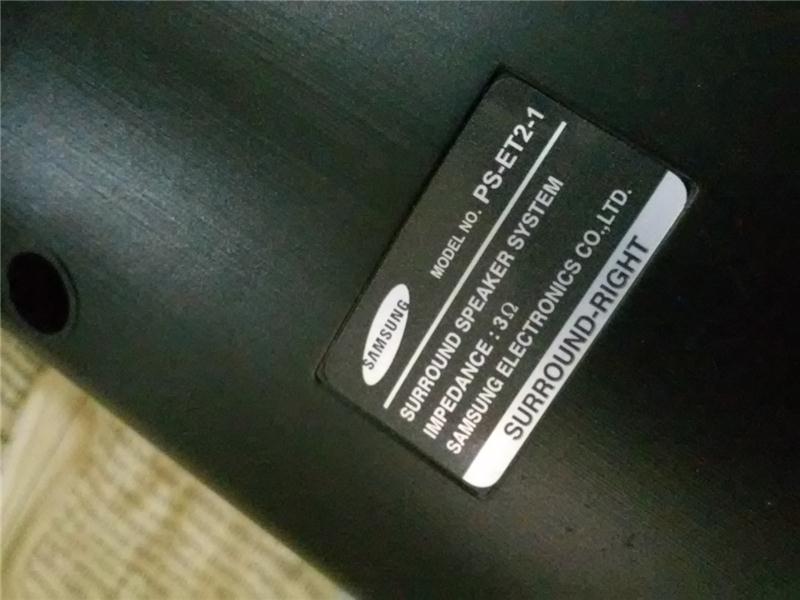 SAMSUNG MODEL NO. PS-ET2-1
SURROUND SPEAKER SYSTEM
IMPEDANCE : 3Ω
SAMSUNG ELECTRONICS CO.,LTD.
SURROUND-RIGHT